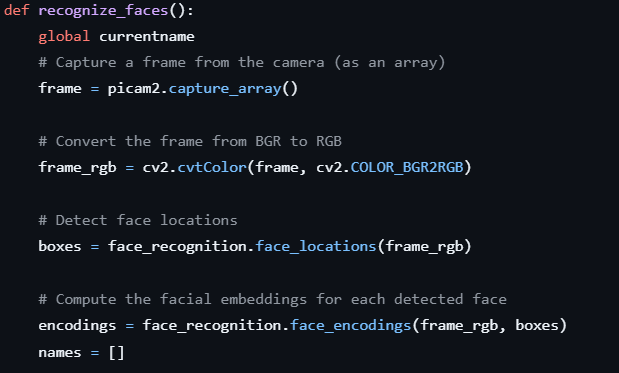 def recognize_faces():
    global currentname
    # Capture a frame from the camera (as an array)
    frame = picam2.capture_array()

    # Convert the frame from BGR to RGB
    frame_rgb = cv2.cvtColor(frame, cv2.COLOR_BGR2RGB)

    # Detect face locations
    boxes = face_recognition.face_locations(frame_rgb)

    # Compute the facial embeddings for each detected face
    encodings = face_recognition.face_encodings(frame_rgb, boxes)
    names = []